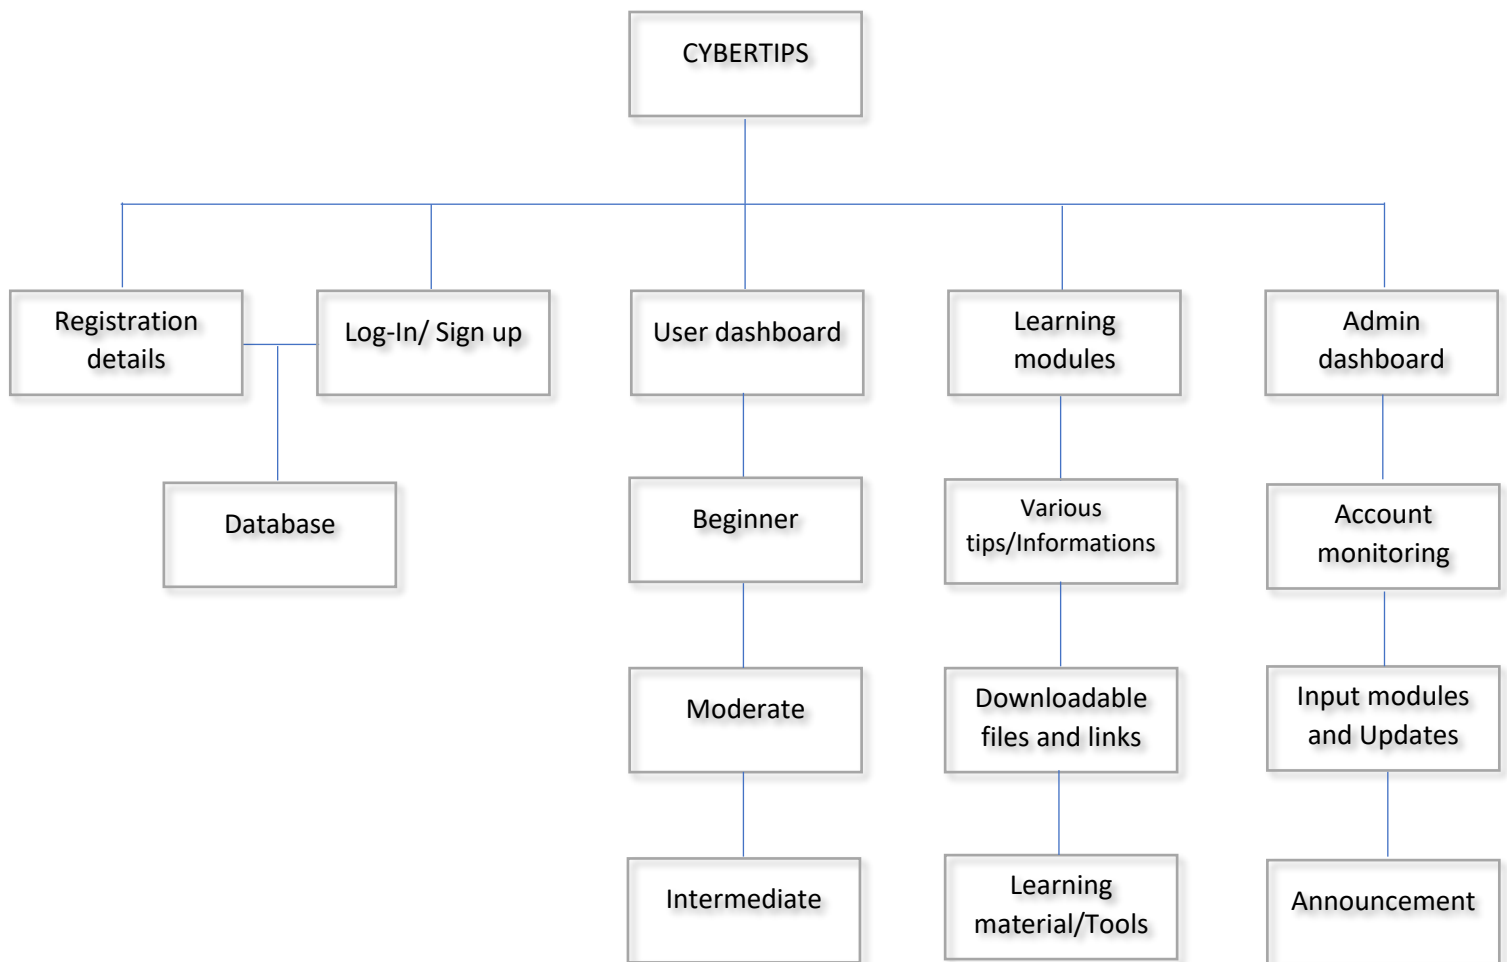 CYBERTIPS
Registration
details
Log-In/ Sign up
User dashboard
Learning
modules
Admin
dashboard
Database
Beginner
Various
tips/Informations
Account
monitoring
Moderate
Downloadable
files and links
Input modules
and Updates
Intermediate
Learning
material/Tools
Announcement